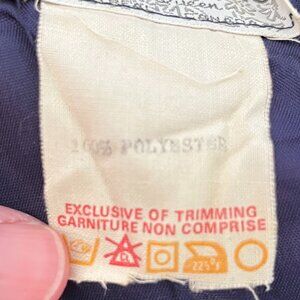 100% POLYESTER
EXCLUSIVE OF TRIMMING
GARNITURE NON COMPRISE